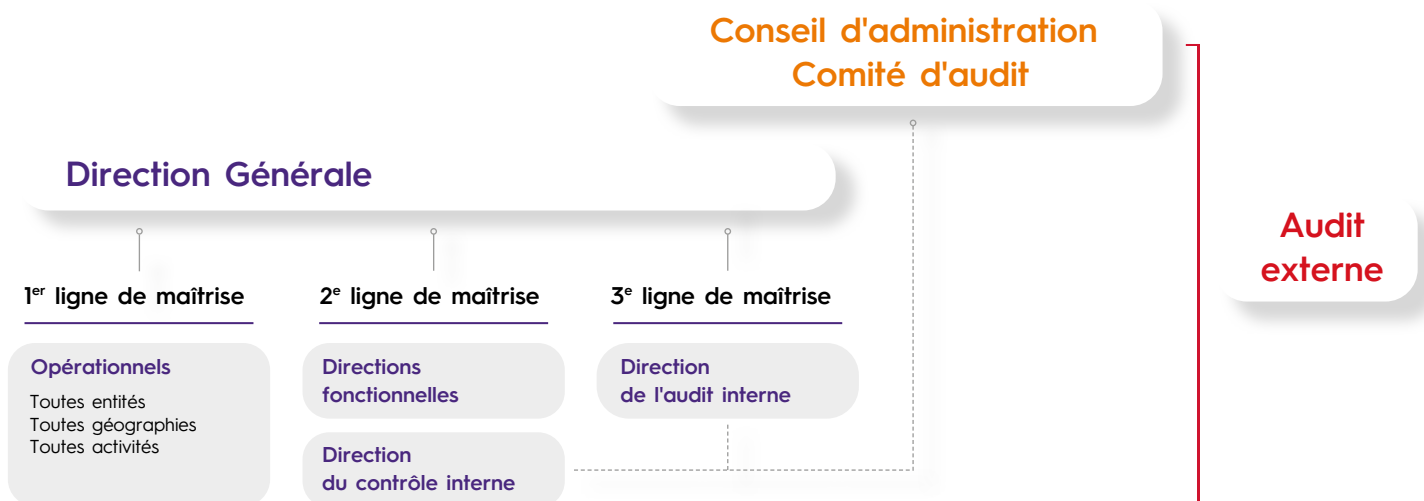 Conseil d'administration
Comité d'audit
Direction Générale
Audit
externe
1er ligne de maîtrise
2e ligne de maîtrise
3e ligne de maîtrise
Opérationnels
Toutes entités
Toutes géographies
Toutes activités
Directions
fonctionnelles
Direction
du contrôle interne
Direction
de l'audit interne